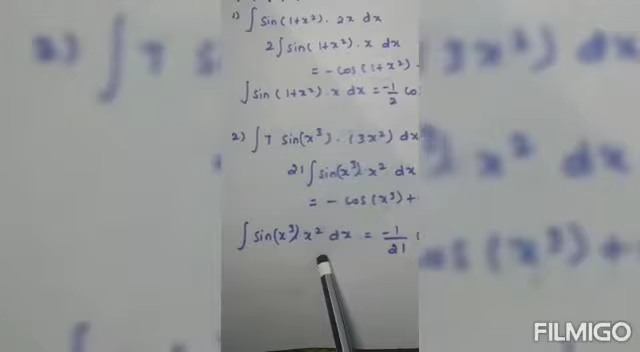 1) ∫ sin(1+x²). 2x dx
2∫ sin(1+x²). x dx
= -cos(1+x²)
∫ sin(1+x²). x dx = -1/2
2) ∫ 7 sin(x³). (3x²) dx
21 ∫ sin(x³) x² dx
= -cos(x³) +
∫ sin(x³) x² dx = -1/21
FILMIGO